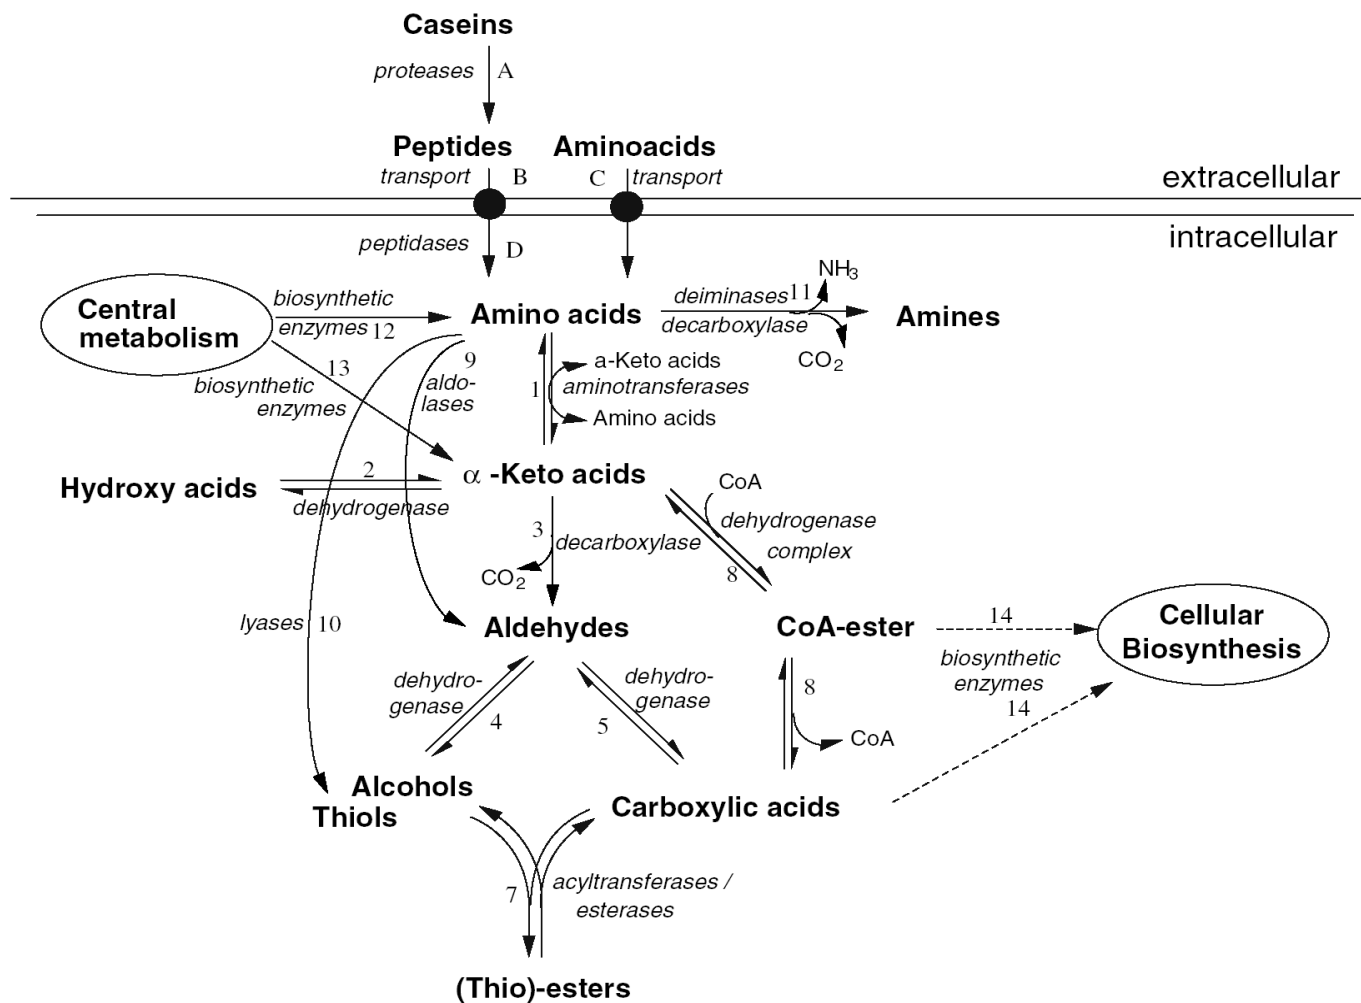 Caseins
proteases A
Peptides Aminoacids
transport B C transport
extracellular
intracellular
peptidases D
NH3
Central
metabolism
biosynthetic
enzymes 12
Amino acids
deiminases 11
decarboxylase
Amines
CO2
13
biosynthetic
enzymes
9
aldo-
lases
1
a-Keto acids
aminotransferases
Amino acids
Hydroxy acids
2
dehydrogenase
α -Keto acids
CoA
dehydrogenase
complex
8
3
decarboxylase
CO2
lyases 10
Aldehydes
CoA-ester
14
biosynthetic
enzymes
14
Cellular
Biosynthesis
dehydro-
genase
4
dehydro-
genase
5
8
CoA
Alcohols
Thiols
Carboxylic acids
7
acyltransferases /
esterases
(Thio)-esters